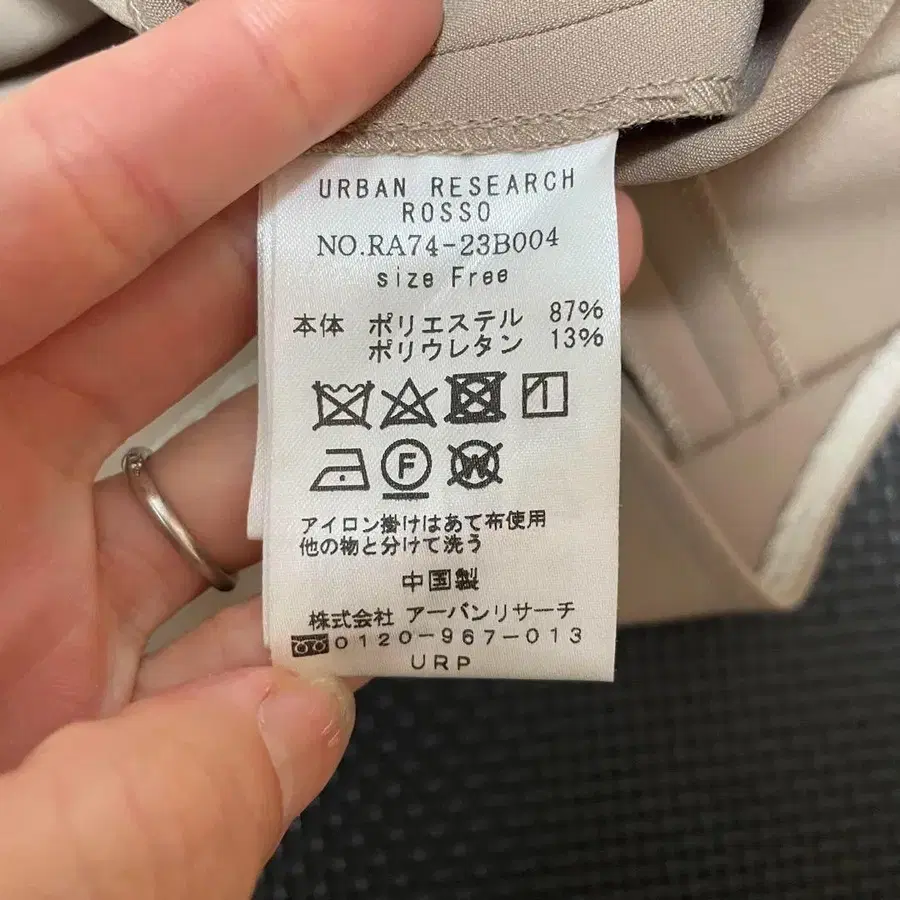 URBAN RESEARCH
ROSSO
NO.RA74-23B004
size Free
本体 ポリエステル 87%
ポリウレタン 13%
F W
アイロン掛けはあて布使用
他の物と分けて洗う
中国製
株式会社 アーバンリサーチ
0120-967-013
URP